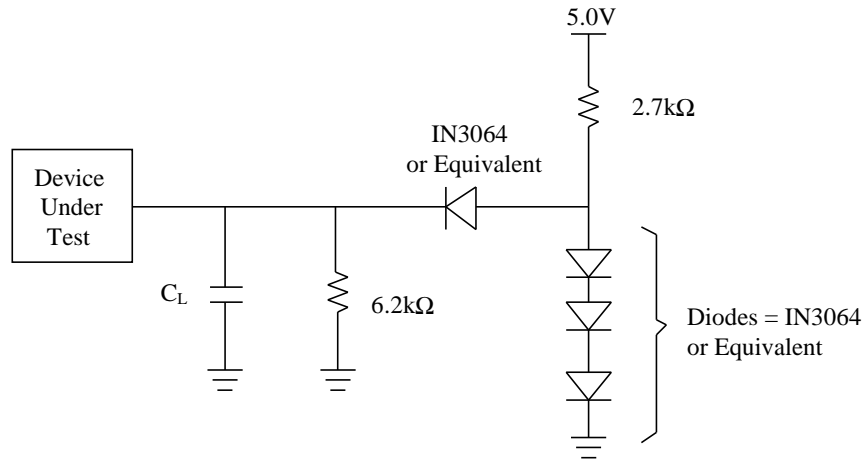 5.0V
2.7kΩ
IN3064
or Equivalent
Device
Under
Test
CL
6.2kΩ
Diodes = IN3064
or Equivalent